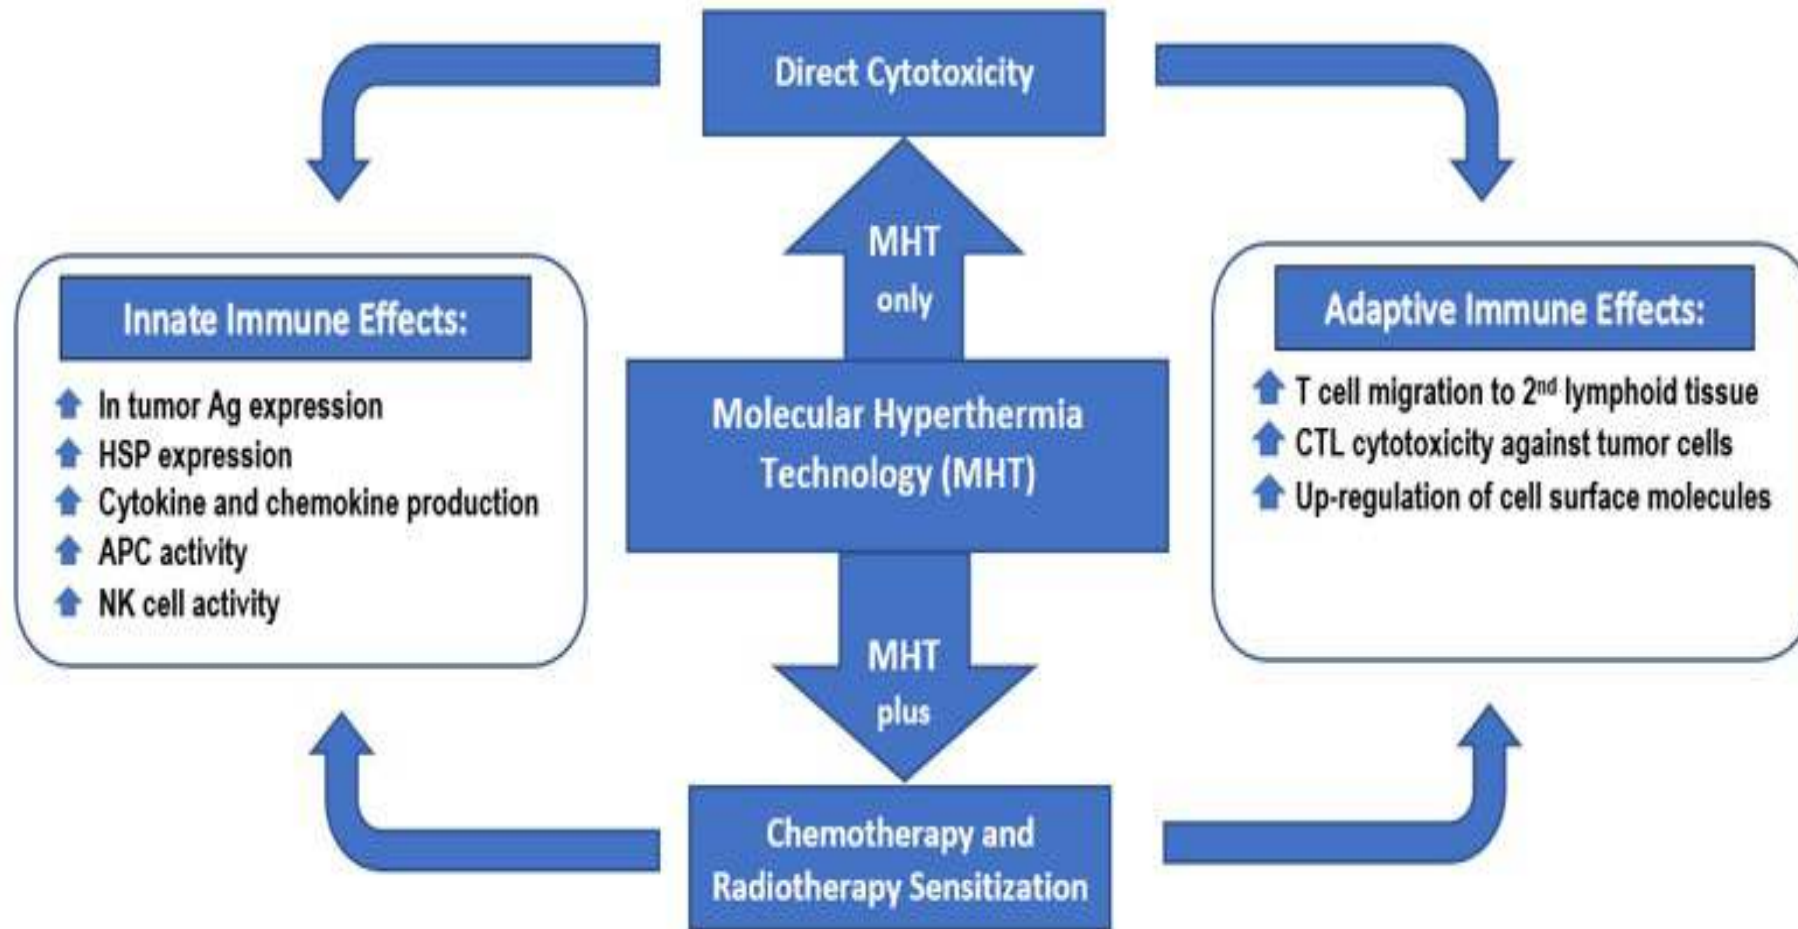 Direct Cytotoxicity
MHT
only
Innate Immune Effects:
In tumor Ag expression
HSP expression
Cytokine and chemokine production
APC activity
NK cell activity
Molecular Hyperthermia
Technology (MHT)
Adaptive Immune Effects:
T cell migration to 2nd lymphoid tissue
CTL cytotoxicity against tumor cells
Up-regulation of cell surface molecules
MHT
plus
Chemotherapy and
Radiotherapy Sensitization